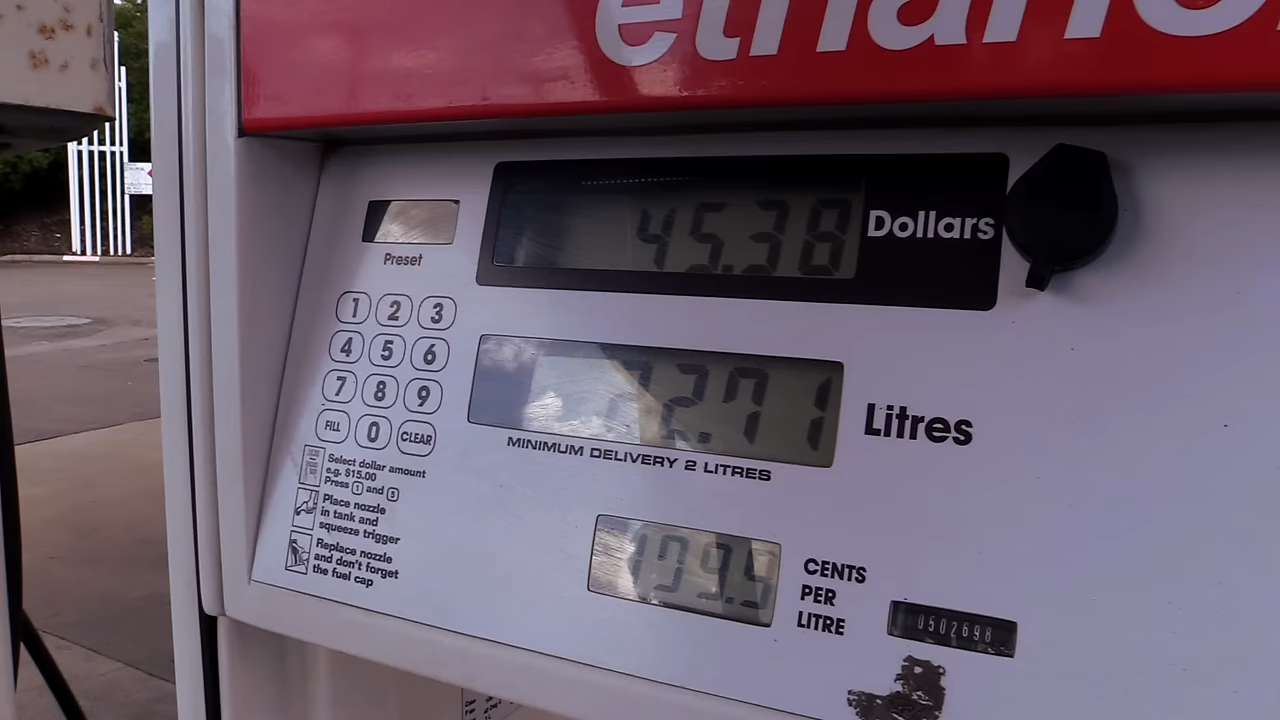 ethano
45.38 Dollars
Preset
1 2 3
4 5 6
7 8 9
FILL 0 CLEAR
Litres
MINIMUM DELIVERY 2 LITRES
Select dollar amount
e.g. $15.00
Press 1 and 5
Place nozzle
in tank and
squeeze trigger
Replace nozzle
and don't forget
the fuel cap
CENTS
PER
LITRE
0502698